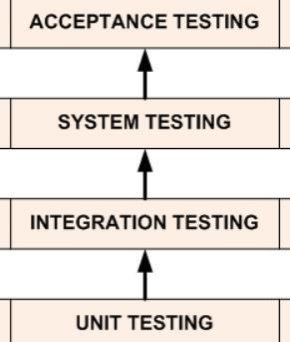 ACCEPTANCE TESTING
SYSTEM TESTING
INTEGRATION TESTING
UNIT TESTING